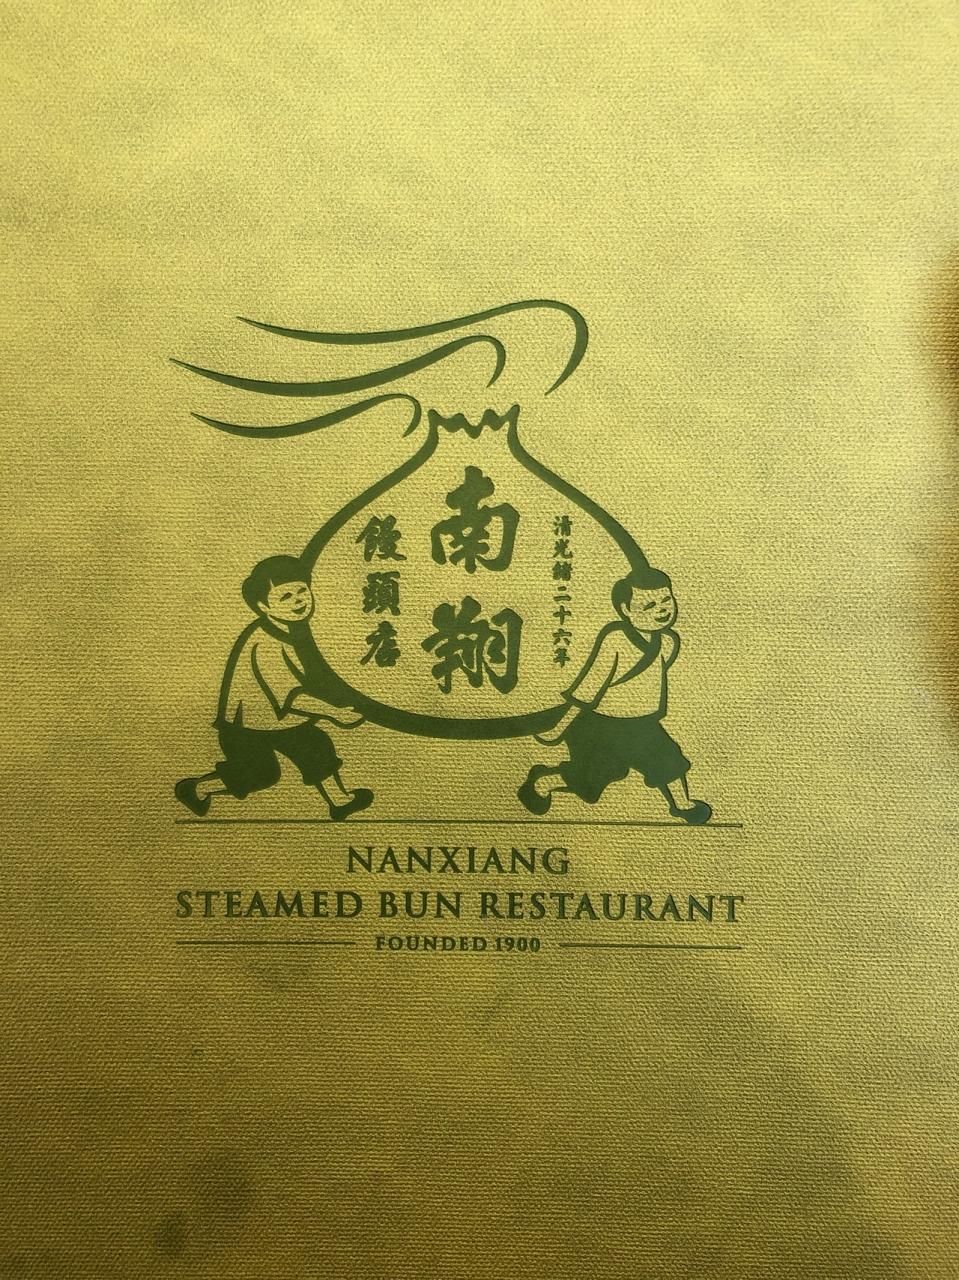 清光緒二十六年
南翔
饅頭店
NANXIANG
STEAMED BUN RESTAURANT
FOUNDED 1900